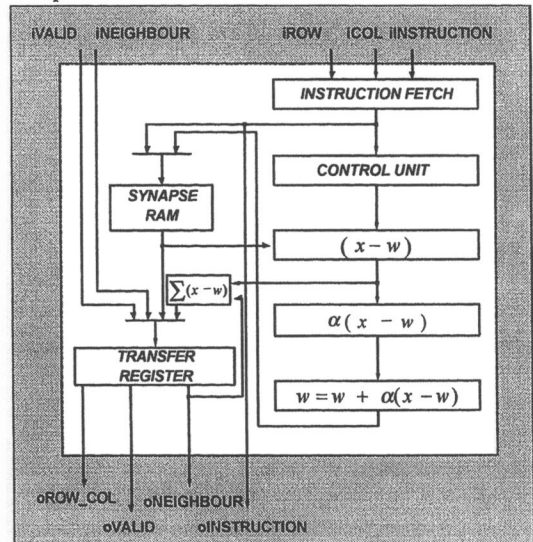 iVALID iNEIGHBOUR iROW iCOL iINSTRUCTION
INSTRUCTION FETCH
CONTROL UNIT
SYNAPSE
RAM
(x-w)
∑(x-w)
α(x - w)
TRANSFER
REGISTER
w=w + α(x-w)
oROW_COL
oNEIGHBOUR
oVALID
oINSTRUCTION